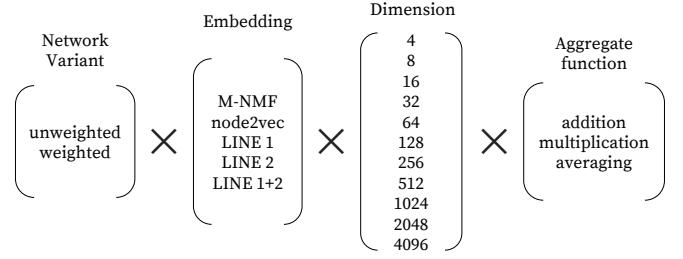 Network
Variant
unweighted
weighted
×
Embedding
M-NMF
node2vec
LINE 1
LINE 2
LINE 1+2
×
Dimension
4
8
16
32
64
128
256
512
1024
2048
4096
×
Aggregate
function
addition
multiplication
averaging